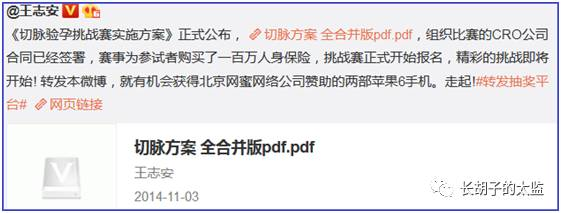 @王志安
《切脉验孕挑战赛实施方案》正式公布， 切脉方案 全合并版pdf.pdf，组织比赛的CRO公司
合同已经签署，赛事为参试者购买了一百万人身保险，挑战赛正式开始报名，精彩的挑战即将
开始! 转发本微博，就有机会获得北京网蜜网络公司赞助的两部苹果6手机。走起!#转发抽奖平
台# 网页链接
切脉方案 全合并版pdf.pdf
王志安
2014-11-03
长胡子的太监